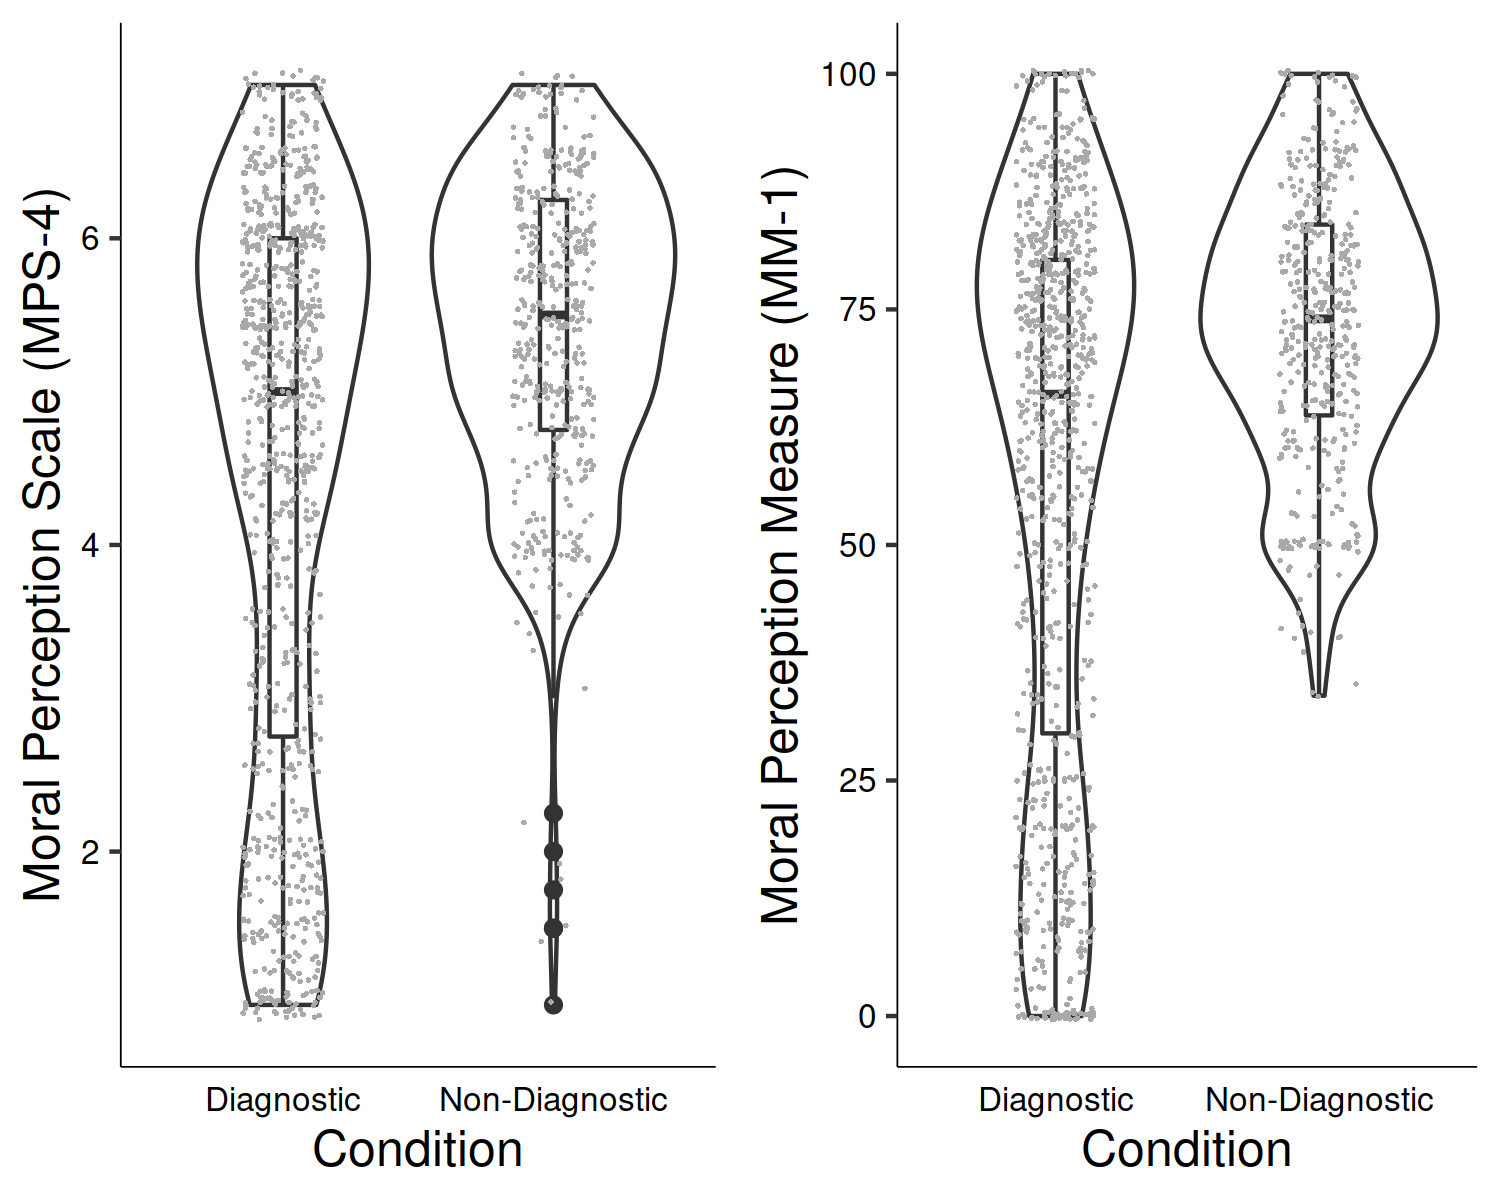 Moral Perception Scale (MPS-4)
6
4
2
Diagnostic
Non-Diagnostic
Condition
Moral Perception Measure (MM-1)
100
75
50
25
0
Diagnostic
Non-Diagnostic
Condition